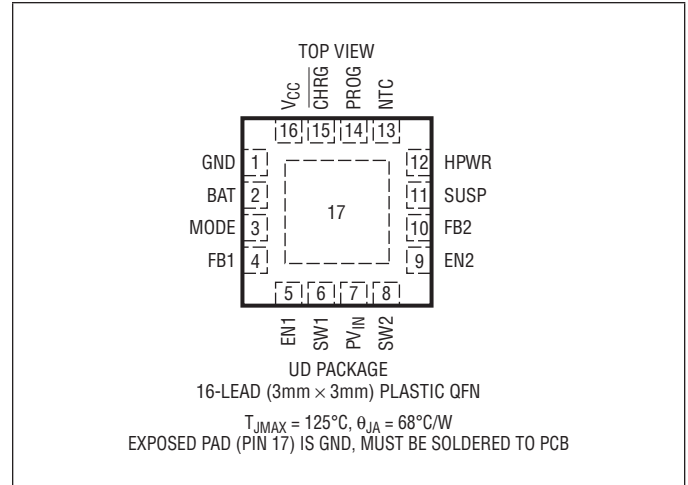 TOP VIEW
VCC
CHRG
PROG
NTC
16 15 14 13
GND 1
BAT 2
MODE 3
FB1 4
17
12 HPWR
11 SUSP
10 FB2
9 EN2
5 6 7 8
EN1
SW1
PVIN
SW2
UD PACKAGE
16-LEAD (3mm × 3mm) PLASTIC QFN
TJMAX = 125°C, θJA = 68°C/W
EXPOSED PAD (PIN 17) IS GND, MUST BE SOLDERED TO PCB